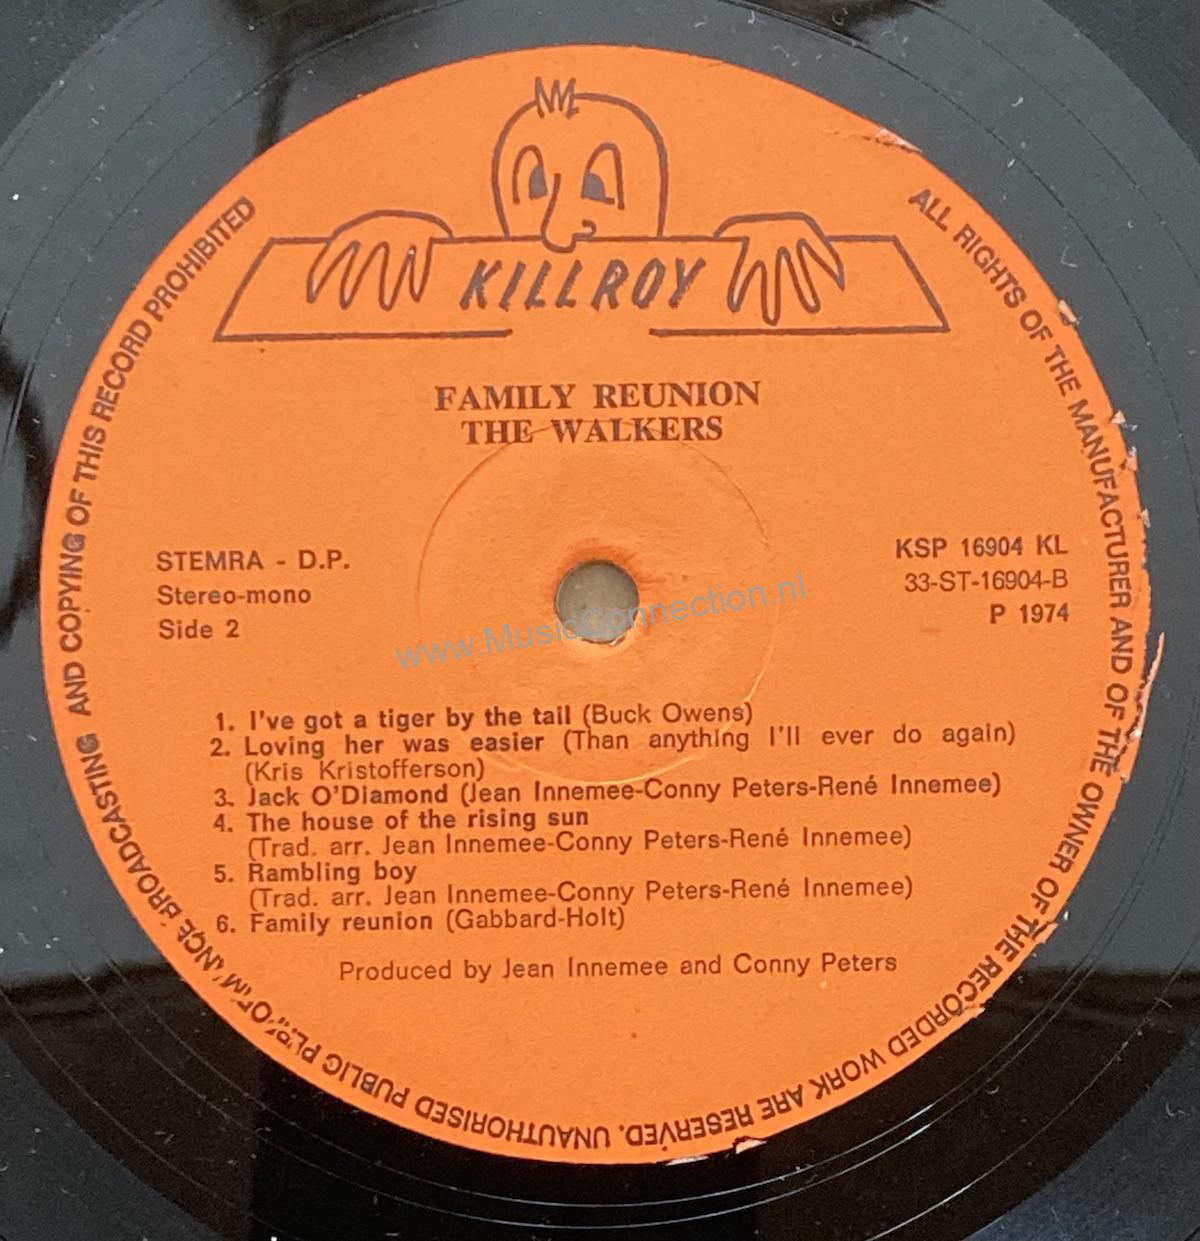 KILLROY
FAMILY REUNION
THE WALKERS
STEMRA - D.P.
Stereo-mono
Side 2
KSP 16904 KL
33-ST-16904-B
P 1974
www.MusicConnection.nl
1. I've got a tiger by the tail (Buck Owens)
2. Loving her was easier (Than anything I'll ever do again)
(Kris Kristofferson)
3. Jack O'Diamond (Jean Innemee-Conny Peters-René Innemee)
4. The house of the rising sun
(Trad. arr. Jean Innemee-Conny Peters-René Innemee)
5. Rambling boy
(Trad. arr. Jean Innemee-Conny Peters-René Innemee)
6. Family reunion (Gabbard-Holt)
Produced by Jean Innemee and Conny Peters
ALL RIGHTS OF THE MANUFACTURER AND OF THE OWNER OF THE RECORDED WORK ARE RESERVED. UNAUTHORISED PUBLIC PERFORMANCE BROADCASTING AND COPYING OF THIS RECORD PROHIBITED